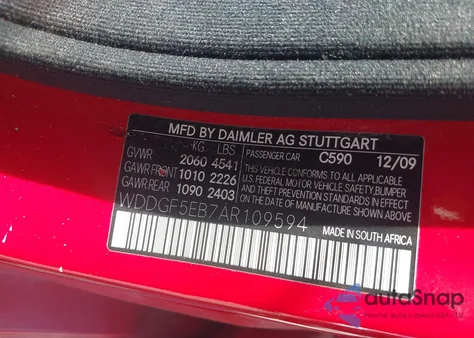 MFD BY DAIMLER AG STUTTGART
KG. LBS
GVWR 2060 4541 PASSENGER CAR C590 12/09
GAWR FRONT 1010 2226
GAWR REAR 1090 2403
THIS VEHICLE CONFORMS TO ALL APPLICABLE
U.S. FEDERAL MOTOR VEHICLE SAFETY, BUMPER
AND THEFT PREVENTION STANDARDS IN EFFECT
ON THE DATE OF MANUFACTURE SHOWN ABOVE.
WDDGF5EB7AR109594
MADE IN SOUTH AFRICA
autoSnap